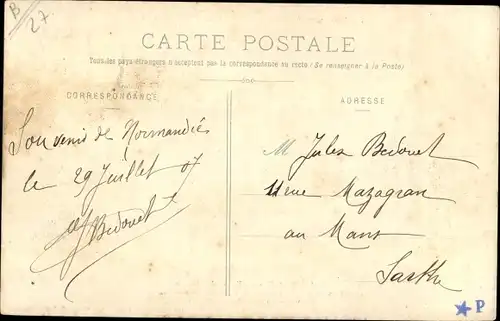 B
27
CARTE POSTALE
Tous les pays étrangers n'acceptent pas la correspondance au recto (Se renseigner à la Poste)
CORRESPONDANCE
ADRESSE
Souvenir de Normandie
le 29 Juillet 07
Bedouet
M Jules Bedouet
11 rue Mazagran
au Mans
Sarthe
P